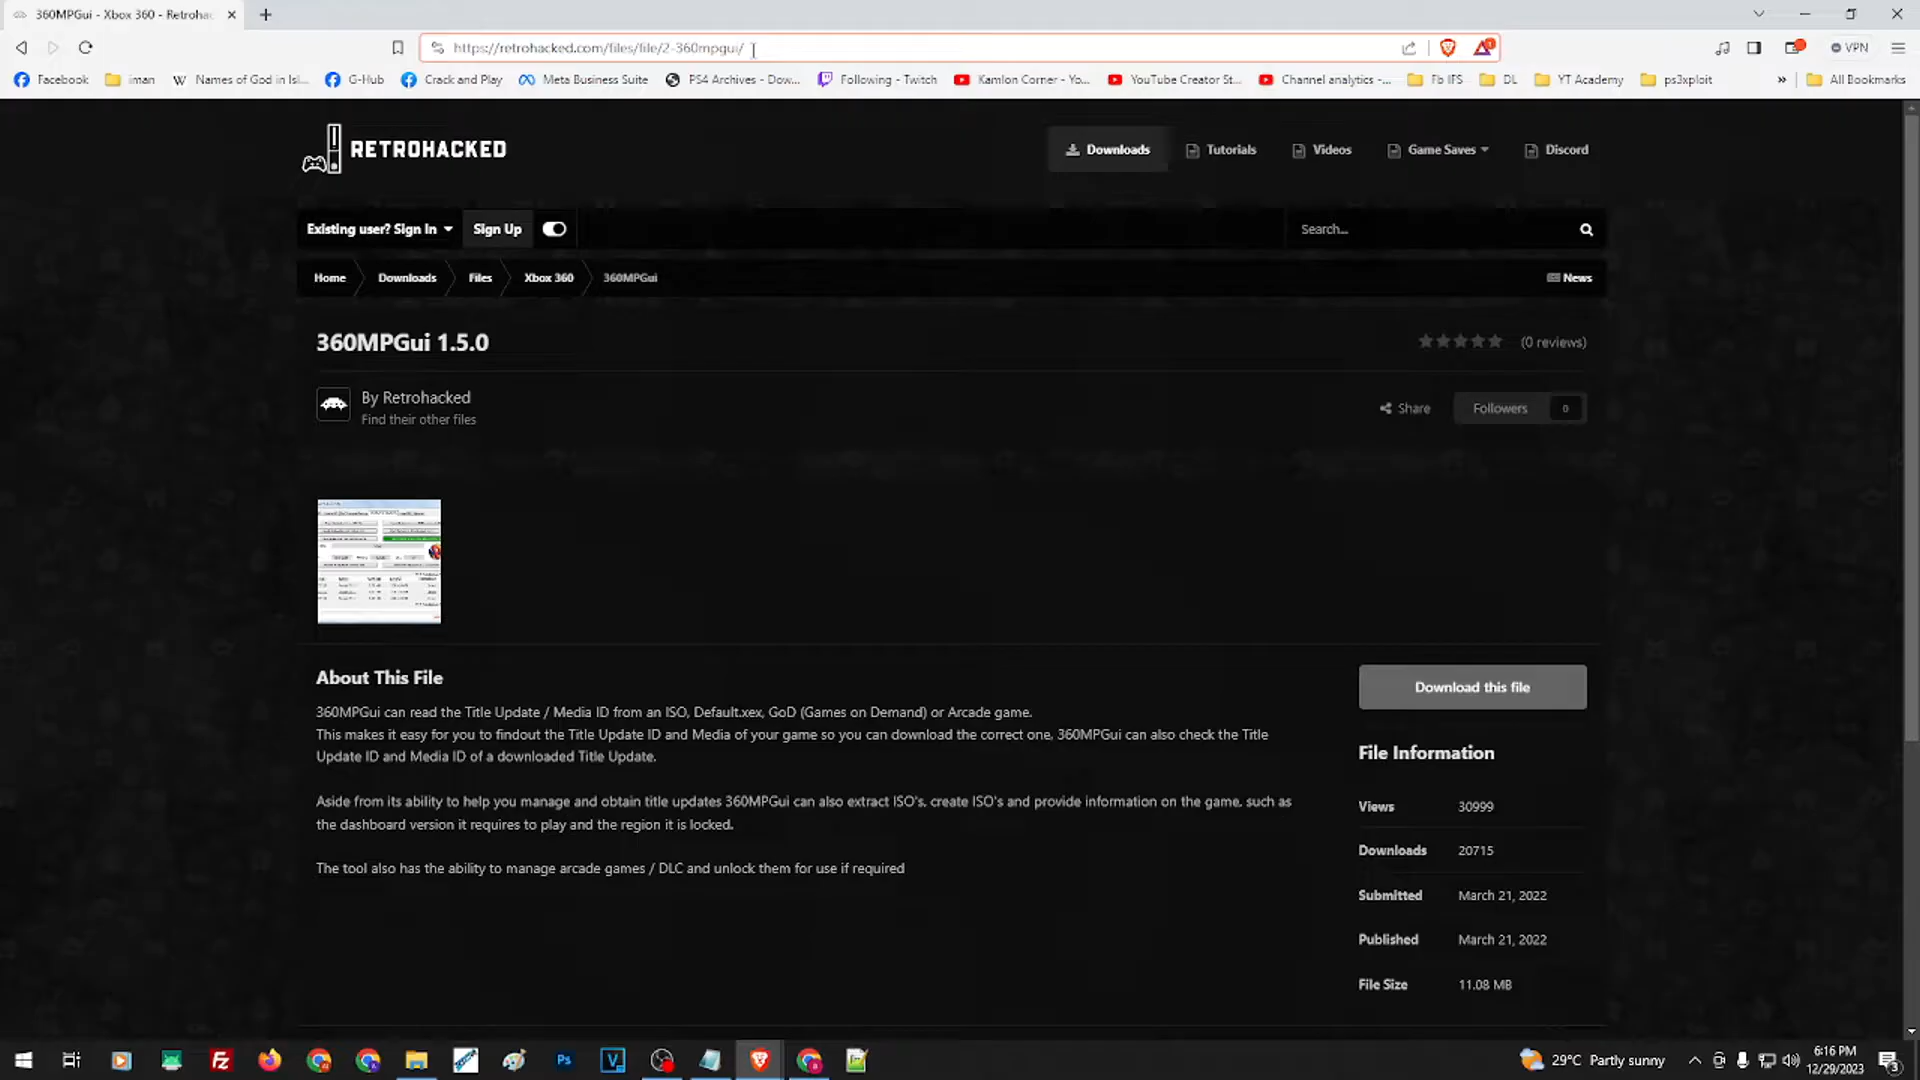 360MPGui - Xbox 360 - Retrohac
https://retrohacked.com/files/file/2-360mpgui/
VPN
Facebook
iman
W Names of God in Isl...
G-Hub
Crack and Play
Meta Business Suite
PS4 Archives - Dow...
Following - Twitch
Kamlon Corner - Yo...
YouTube Creator St...
Channel analytics -...
Fb IFS
DL
YT Academy
ps3xploit
»
All Bookmarks
RETROHACKED
Downloads
Tutorials
Videos
Game Saves
Discord
Existing user? Sign In
Sign Up
Search...
Home
Downloads
Files
Xbox 360
360MPGui
News
360MPGui 1.5.0
(0 reviews)
By Retrohacked
Find their other files
Share
Followers 0
About This File
Download this file
360MPGui can read the Title Update / Media ID from an ISO, Default.xex, GoD (Games on Demand) or Arcade game.
This makes it easy for you to findout the Title Update ID and Media of your game so you can download the correct one, 360MPGui can also check the Title
Update ID and Media ID of a downloaded Title Update.
Aside from its ability to help you manage and obtain title updates 360MPGui can also extract ISO's, create ISO's and provide information on the game, such as
the dashboard version it requires to play and the region it is locked.
The tool also has the ability to manage arcade games / DLC and unlock them for use if required
File Information
Views 30999
Downloads 20715
Submitted March 21, 2022
Published March 21, 2022
File Size 11.08 MB
Fz
Ps
V
29°C Partly sunny
6:16 PM
12/29/2023
3